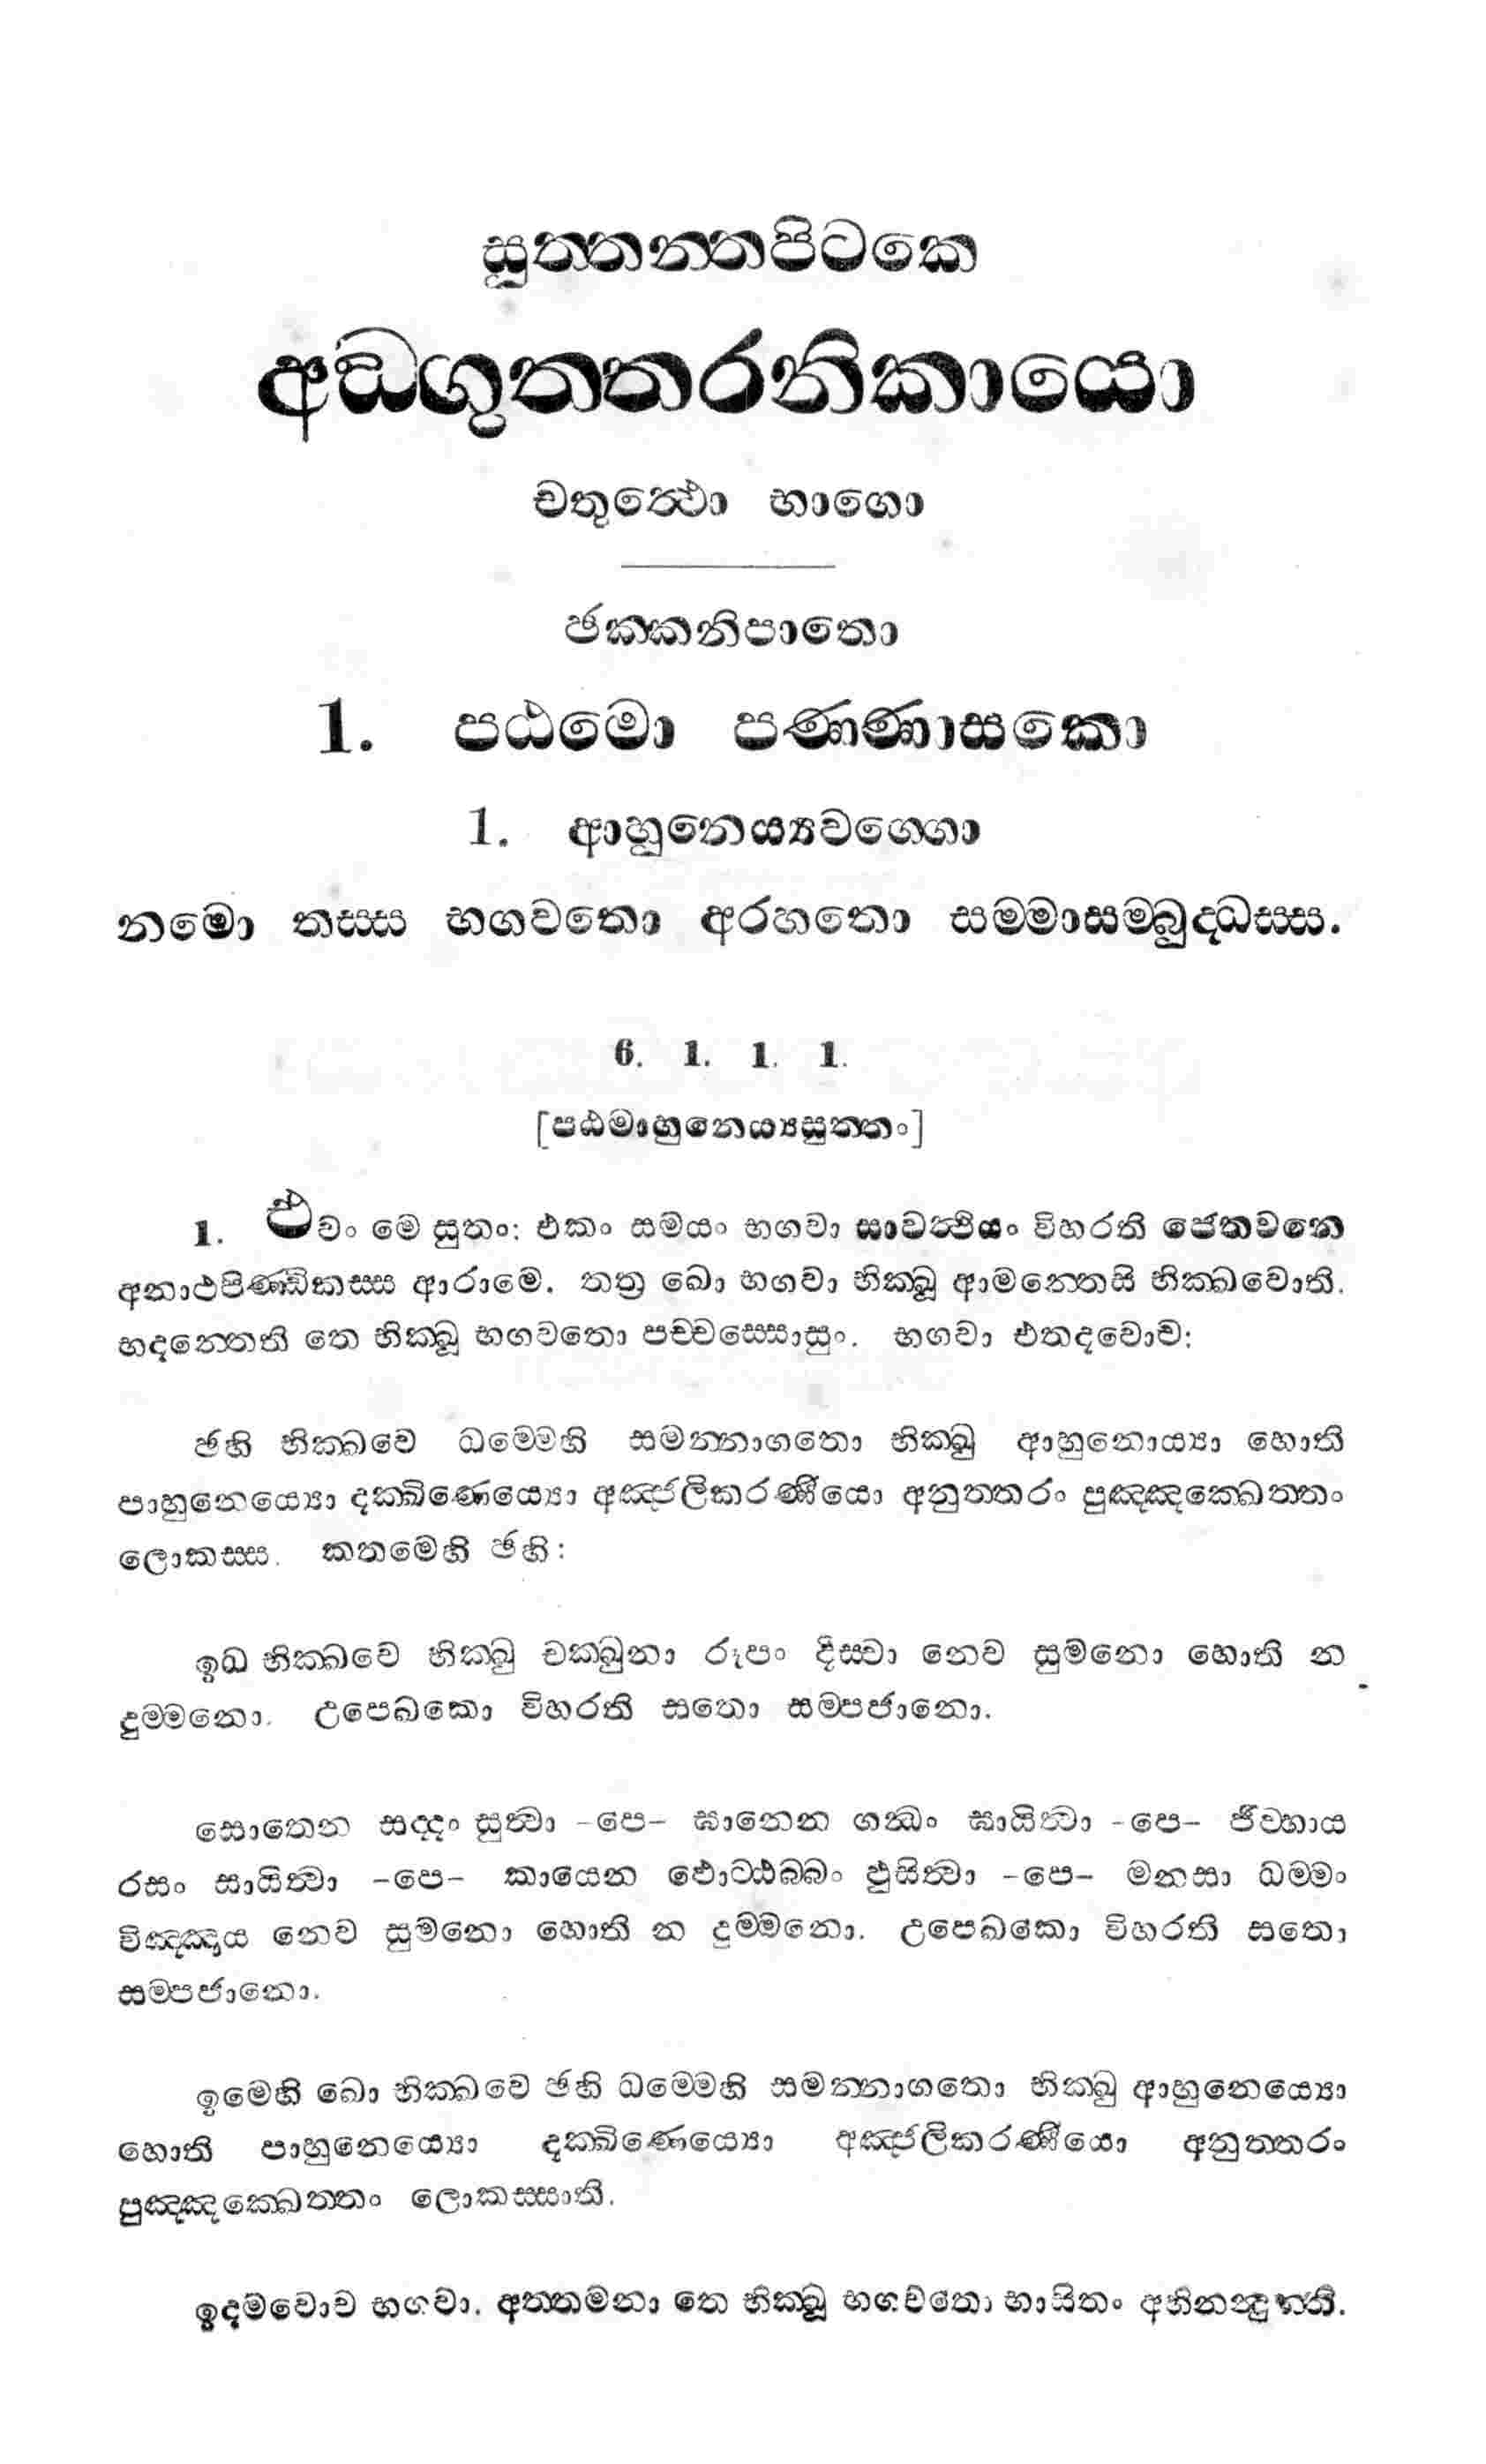 සුත්තන්තපිටකෙ
අඞ්ගුත්තරනිකායො
චතුත්ථො භාගො
ඡක්කනිපාතො
1. පඨමො පණ්ණාසකො
1. ආහුනෙය්‍යවග්ගො
නමො තස්ස භගවතො අරහතො සම්මාසම්බුද්ධස්ස.
6. 1. 1. 1.
[පඨමාහුනෙය්‍යසුත්තං]
1. ඒවං මෙ සුතං: එකං සමයං භගවා සාවත්ථියං විහරති ජෙතවනෙ
අනාථපිණ්ඩිකස්ස ආරාමෙ. තත්‍ර ඛො භගවා භික්ඛූ ආමන්තෙසි භික්ඛවොති.
භදන්තෙති තෙ භික්ඛූ භගවතො පච්චස්සොසුං. භගවා එතදවොච:
ඡහි භික්ඛවෙ ධම්මෙහි සමන්නාගතො භික්ඛු ආහුනොය්‍යා හොති
පාහුනෙය්‍යො දක්ඛිණෙය්‍යො අඤ්ජලිකරණීයො අනුත්තරං පුඤ්ඤක්ඛෙත්තං
ලොකස්ස. කතමෙහි ඡහි:
ඉධ භික්ඛවෙ භික්ඛු චක්ඛුනා රූපං දිස්වා නෙව සුමනො හොති න
දුම්මනො. උපෙඛකො විහරති සතො සම්පජානො.
සොතෙන සද්දං සුත්‍වා -පෙ- ඝානෙන ගන්ධං ඝායිත්‍වා -පෙ- ජිව්හාය
රසං සායිත්‍වා -පෙ- කායෙන ඵොට්ඨබ්බං ඵුසිත්‍වා -පෙ- මනසා ධම්මං
විඤ්ඤාය නෙව සුමනො හොති න දුම්මනො. උපෙඛකො විහරති සතො
සම්පජානො.
ඉමෙහි ඛො භික්ඛවෙ ඡහි ධම්මෙහි සමන්නාගතො භික්ඛු ආහුනෙය්‍යො
හොති පාහුනෙය්‍යො දක්ඛිණෙය්‍යො අඤ්ජලිකරණීයො අනුත්තරං
පුඤ්ඤක්ඛෙත්තං ලොකස්සාති.
ඉදමවොච භගවා. අත්තමනා තෙ භික්ඛූ භගවතො භාසිතං අභිනන්දුන්ති.